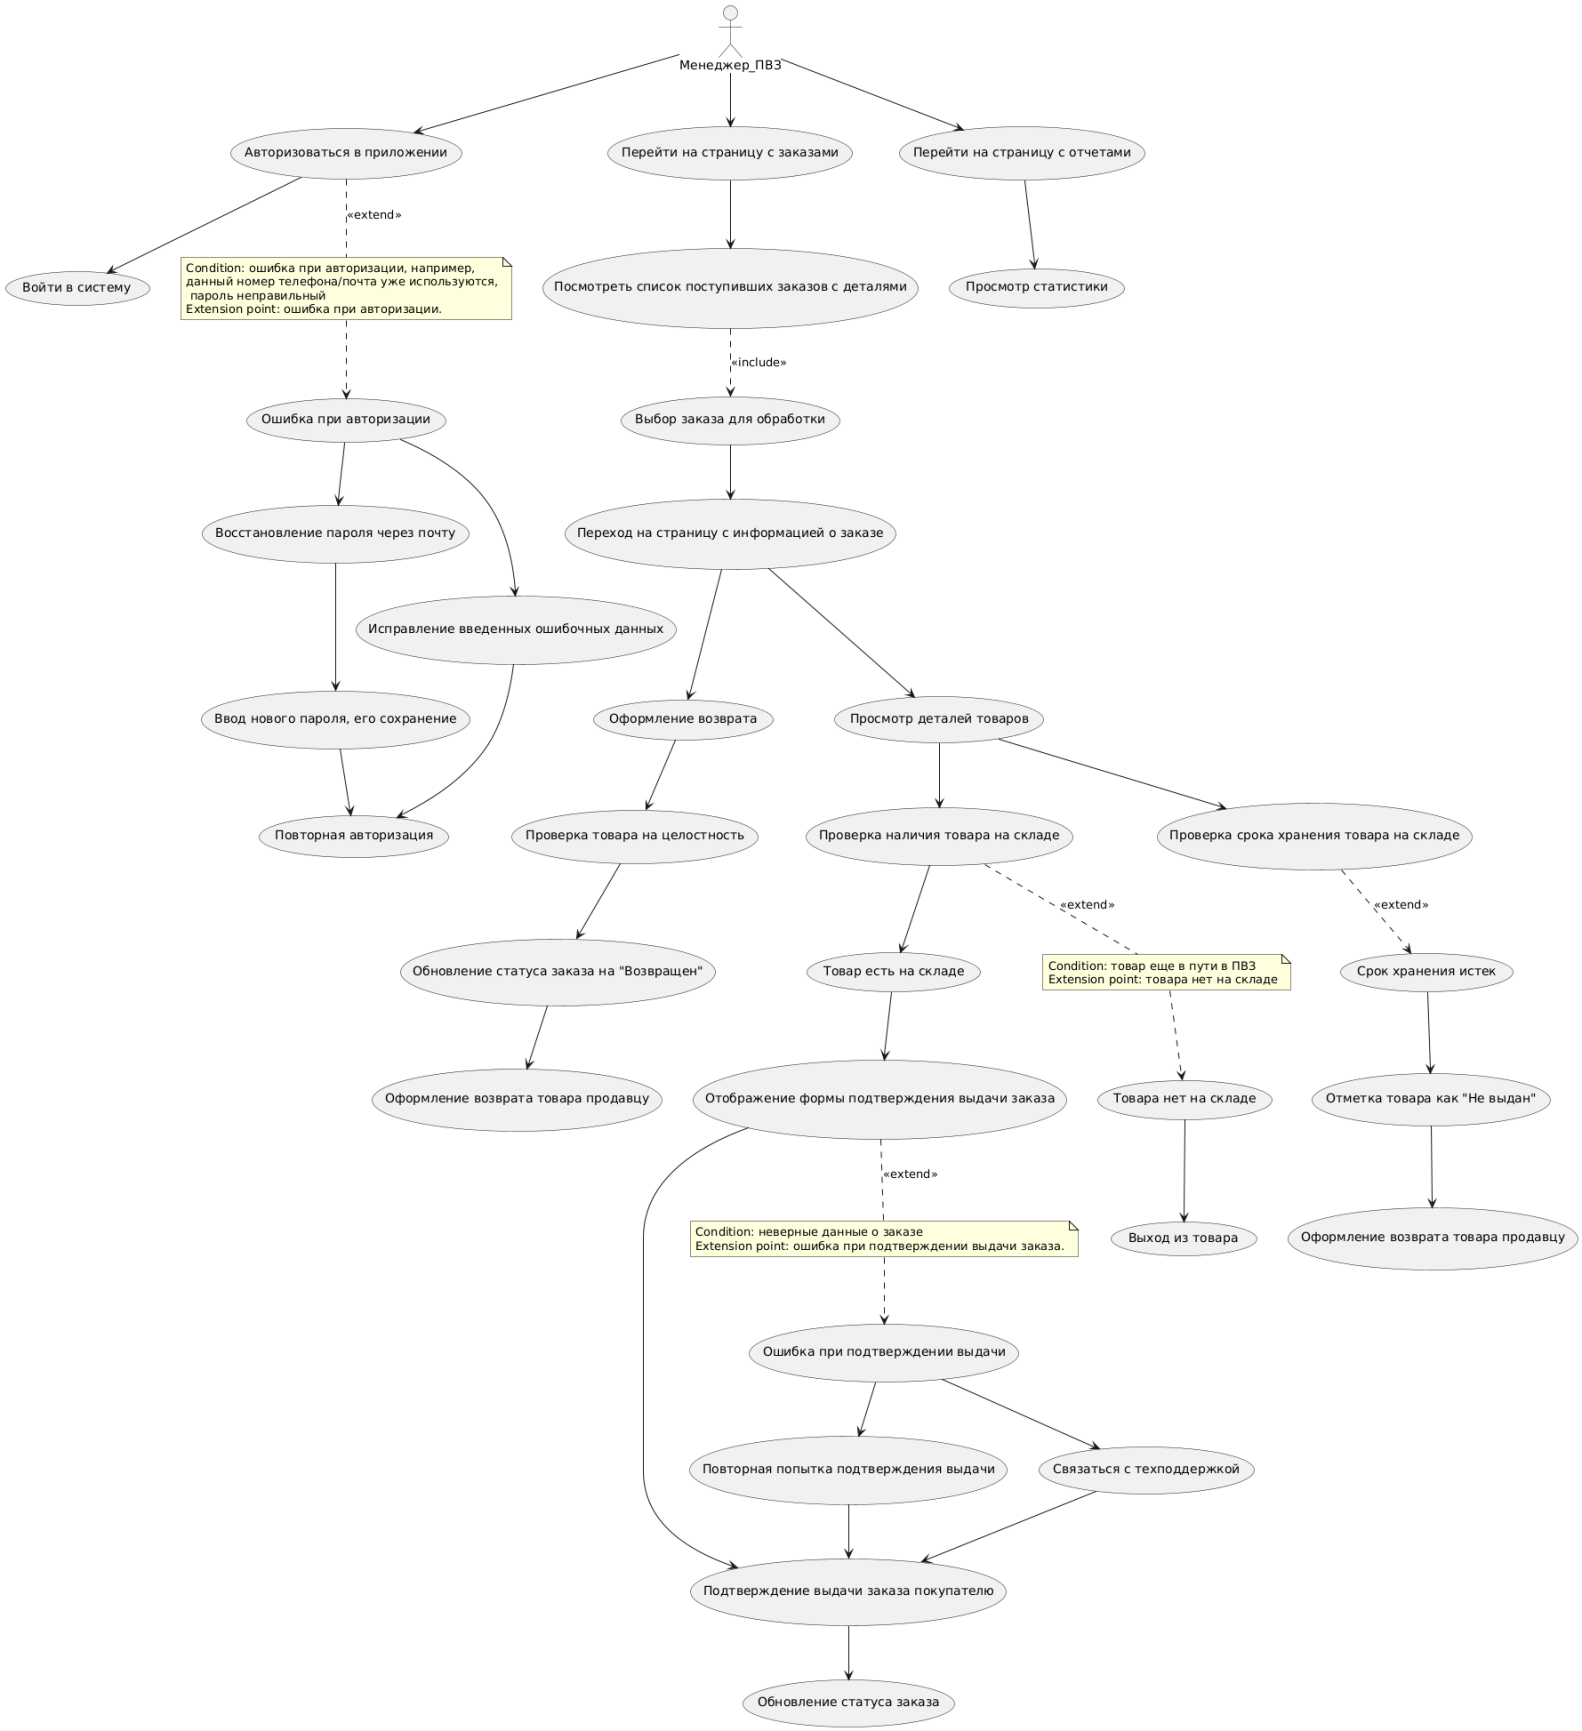 Менеджер_ПВЗ
Авторизоваться в приложении
Перейти на страницу с заказами
Перейти на страницу с отчетами
«extend»
Войти в систему
Condition: ошибка при авторизации, например,
данный номер телефона/почта уже используются,
пароль неправильный
Extension point: ошибка при авторизации.
Посмотреть список поступивших заказов с деталями
Просмотр статистики
«include»
Ошибка при авторизации
Выбор заказа для обработки
Восстановление пароля через почту
Переход на страницу с информацией о заказе
Исправление введенных ошибочных данных
Ввод нового пароля, его сохранение
Оформление возврата
Просмотр деталей товаров
Повторная авторизация
Проверка товара на целостность
Проверка наличия товара на складе
Проверка срока хранения товара на складе
«extend»
«extend»
Обновление статуса заказа на "Возвращен"
Товар есть на складе
Condition: товар еще в пути в ПВЗ
Extension point: товара нет на складе
Срок хранения истек
Оформление возврата товара продавцу
Отображение формы подтверждения выдачи заказа
Товара нет на складе
Отметка товара как "Не выдан"
«extend»
Condition: неверные данные о заказе
Extension point: ошибка при подтверждении выдачи заказа.
Выход из товара
Оформление возврата товара продавцу
Ошибка при подтверждении выдачи
Повторная попытка подтверждения выдачи
Связаться с техподдержкой
Подтверждение выдачи заказа покупателю
Обновление статуса заказа